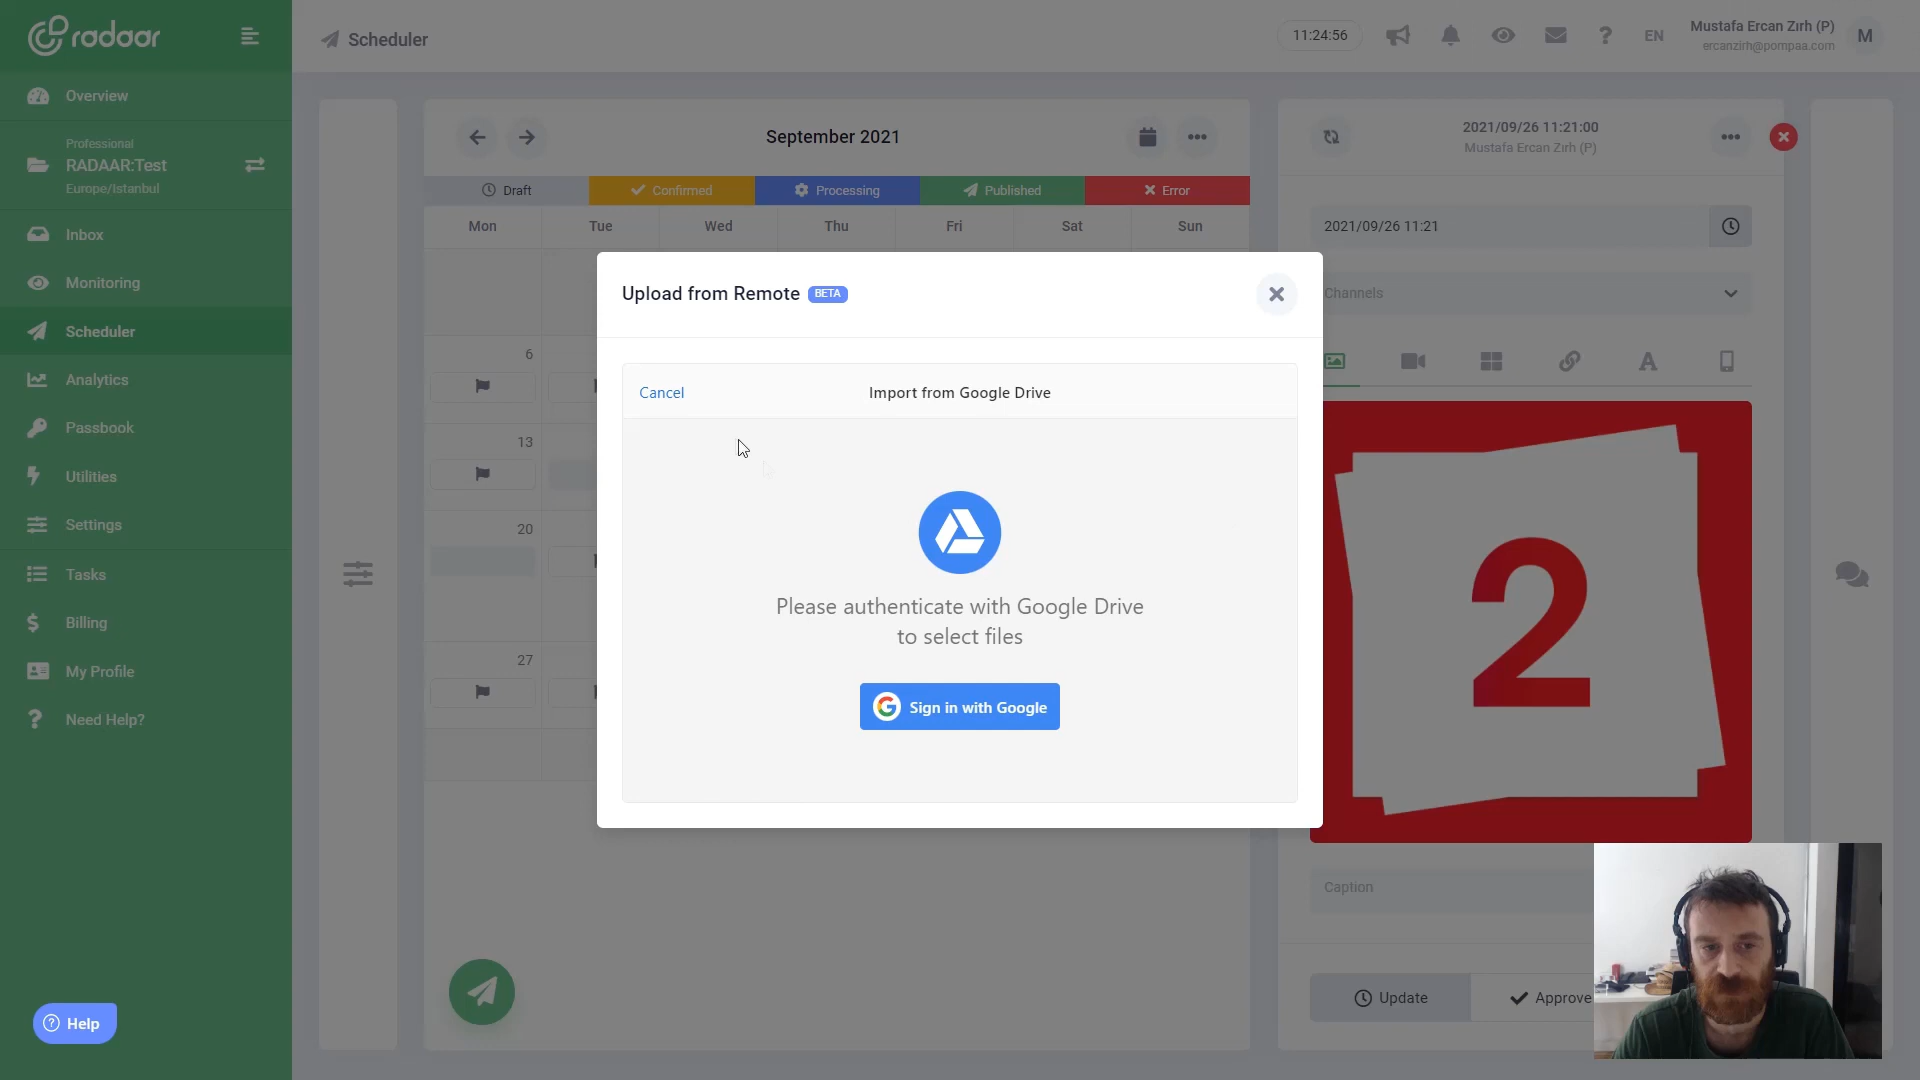 radaar
Overview
Professional
RADAAR:Test
Europe/Istanbul
Inbox
Monitoring
Scheduler
Analytics
Passbook
Utilities
Settings
Tasks
Billing
My Profile
Need Help?
Help
Scheduler
11:24:56
EN
Mustafa Ercan Zırh (P)
ercanzirh@pompaa.com
M
September 2021
Draft
Confirmed
Processing
Published
Error
Mon
Tue
Wed
Thu
Fri
Sat
Sun
6
13
20
27
Upload from Remote BETA
Cancel
Import from Google Drive
Please authenticate with Google Drive
to select files
Sign in with Google
2021/09/26 11:21:00
Mustafa Ercan Zırh (P)
2021/09/26 11:21
Channels
2
Caption
Update
Approve